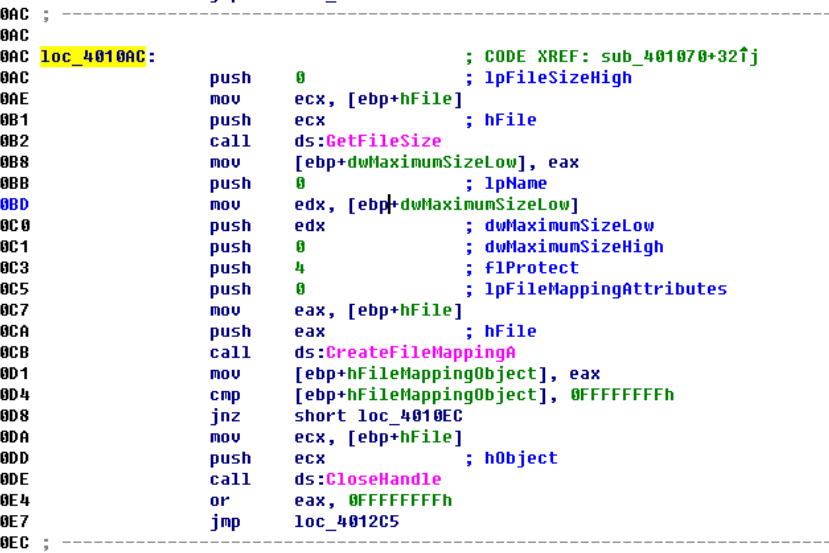 0AC ; ---------------------------------------------------------------------------
0AC
0AC loc_4010AC: ; CODE XREF: sub_401070+32↑j
0AC push 0 ; lpFileSizeHigh
0AE mov ecx, [ebp+hFile]
0B1 push ecx ; hFile
0B2 call ds:GetFileSize
0B8 mov [ebp+dwMaximumSizeLow], eax
0BB push 0 ; lpName
0BD mov edx, [ebp+dwMaximumSizeLow]
0C0 push edx ; dwMaximumSizeLow
0C1 push 0 ; dwMaximumSizeHigh
0C3 push 4 ; flProtect
0C5 push 0 ; lpFileMappingAttributes
0C7 mov eax, [ebp+hFile]
0CA push eax ; hFile
0CB call ds:CreateFileMappingA
0D1 mov [ebp+hFileMappingObject], eax
0D4 cmp [ebp+hFileMappingObject], 0FFFFFFFFh
0D8 jnz short loc_4010EC
0DA mov ecx, [ebp+hFile]
0DD push ecx ; hObject
0DE call ds:CloseHandle
0E4 or eax, 0FFFFFFFFh
0E7 jmp loc_4012C5
0EC ; ---------------------------------------------------------------------------